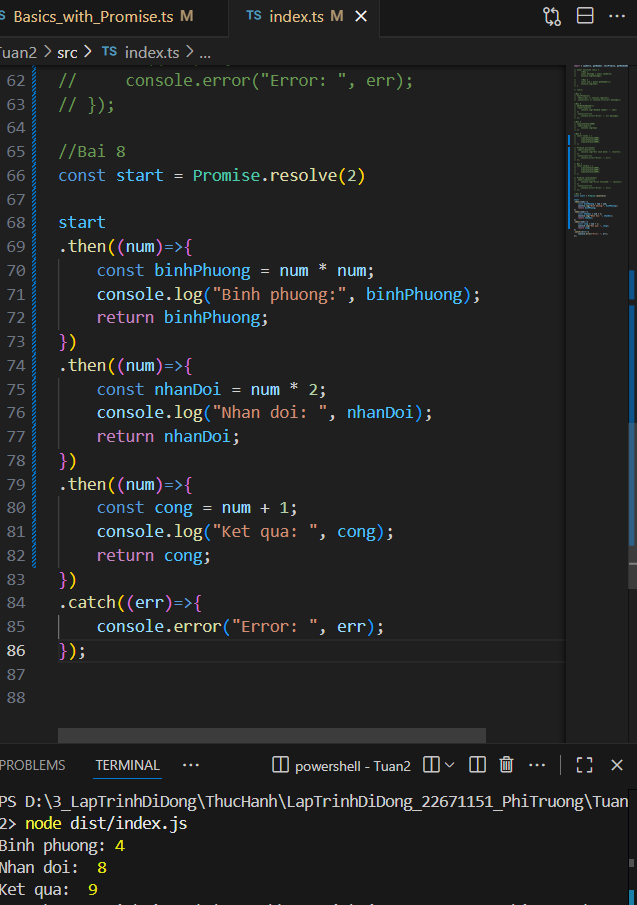 Basics_with_Promise.ts M
TS index.ts M
Tuan2 > src > TS index.ts > ...
62 //     console.error("Error: ", err);
63 // });
64
65 //Bai 8
66 const start = Promise.resolve(2)
67
68 start
69 .then((num)=>{
70     const binhPhuong = num * num;
71     console.log("Binh phuong:", binhPhuong);
72     return binhPhuong;
73 })
74 .then((num)=>{
75     const nhanDoi = num * 2;
76     console.log("Nhan doi: ", nhanDoi);
77     return nhanDoi;
78 })
79 .then((num)=>{
80     const cong = num + 1;
81     console.log("Ket qua: ", cong);
82     return cong;
83 })
84 .catch((err)=>{
85     console.error("Error: ", err);
86 });
87
88
PROBLEMS TERMINAL ... powershell - Tuan2
PS D:\3_LapTrinhDiDong\ThucHanh\LapTrinhDiDong_22671151_PhiTruong\Tuan
2> node dist/index.js
Binh phuong: 4
Nhan doi:  8
Ket qua:  9